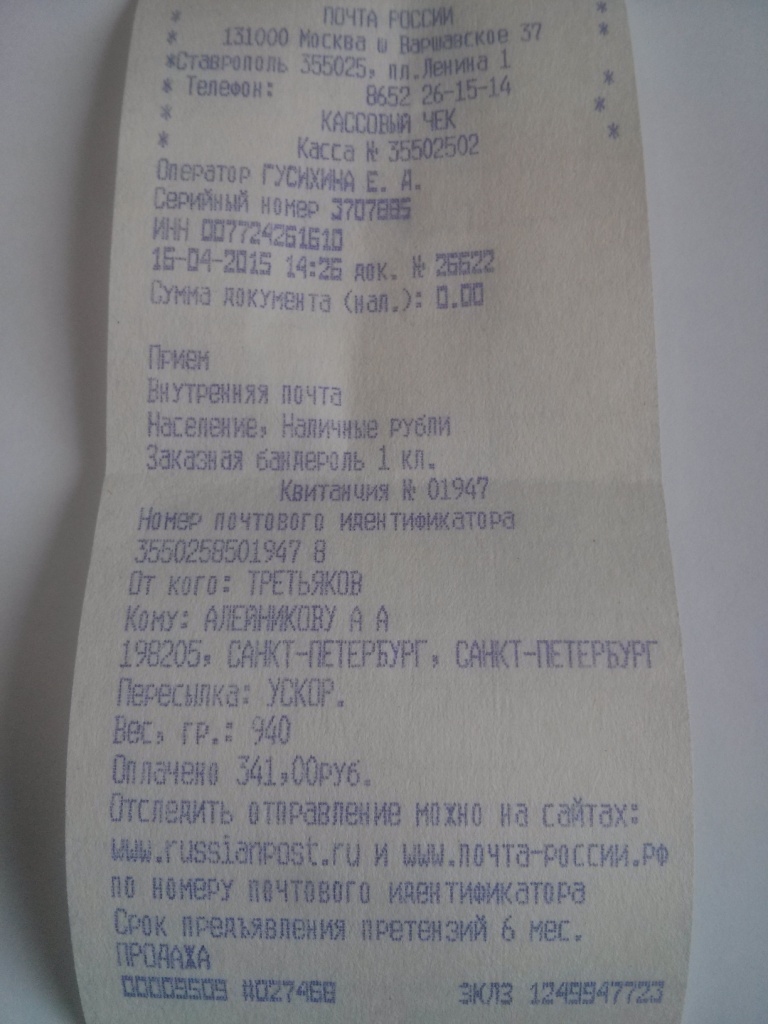 * ПОЧТА РОССИИ *
* 131000 Москва ш Варшавское 37 *
*Ставрополь 355025, пл.Ленина 1
* Телефон: 8652 26-15-14 *
* КАССОВЫЙ ЧЕК *
* Касса № 35502502 *
Оператор ГУСИХИНА Е. А.
Серийный номер 3707885
ИНН 007724261610
16-04-2015 14:26 док. № 26622
Сумма документа (нал.): 0.00
Прием
Внутренняя почта
Население, Наличные рубли
Заказная бандероль 1 кл.
Квитанция № 01947
Номер почтового идентификатора
3550258501947 8
От кого: ТРЕТЬЯКОВ
Кому: АЛЕЙНИКОВУ А А
198205, САНКТ-ПЕТЕРБУРГ, САНКТ-ПЕТЕРБУРГ
Пересылка: УСКОР.
Вес, гр.: 940
Оплачено 341,00руб.
Отследить отправление можно на сайтах:
www.russianpost.ru и www.почта-россии.рф
по номеру почтового идентификатора
Срок предъявления претензий 6 мес.
ПРОДАЖА
00009509 #027468 ЭКЛЗ 1249947723